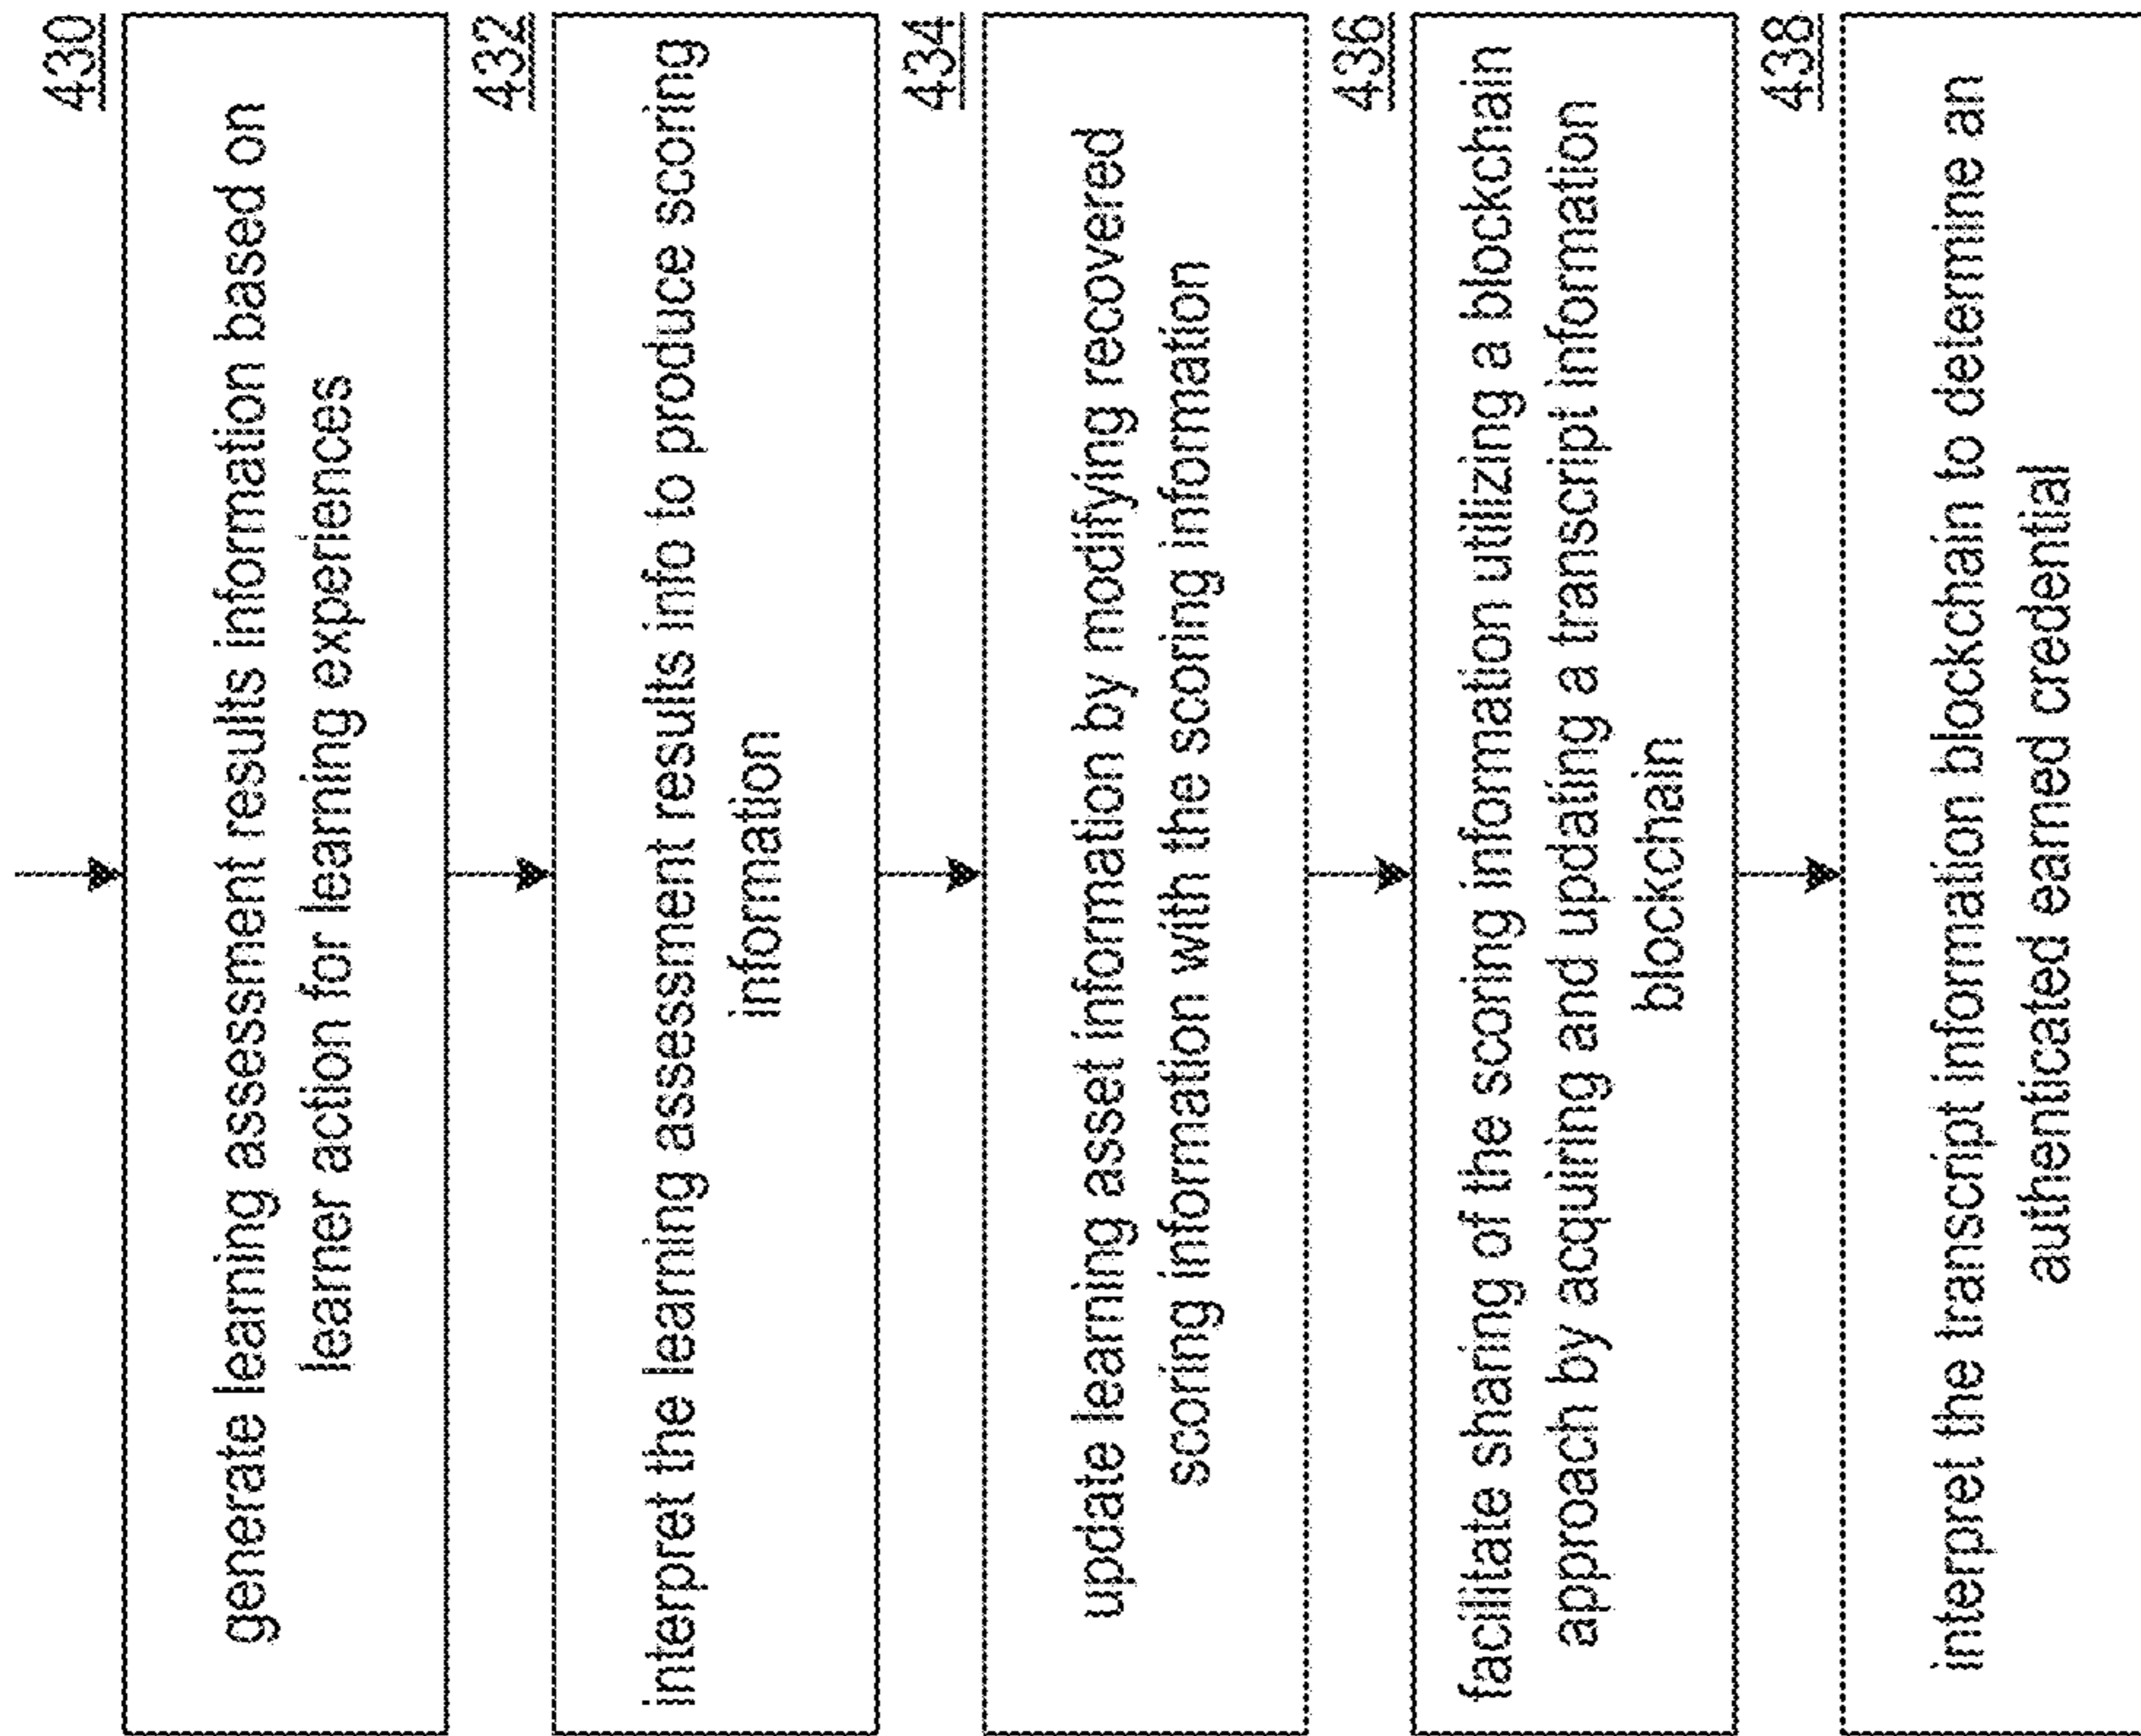 430
generate learning assessment results information based on
learner action for learning experiences
432
interpret the learning assessment results info to produce scoring
information
434
update learning asset information by modifying recovered
scoring information with the scoring information
436
facilitate sharing of the scoring information utilizing a blockchain
approach by acquiring and updating a transcript information
blockchain
438
interpret the transcript information blockchain to determine an
authenticated earned credential